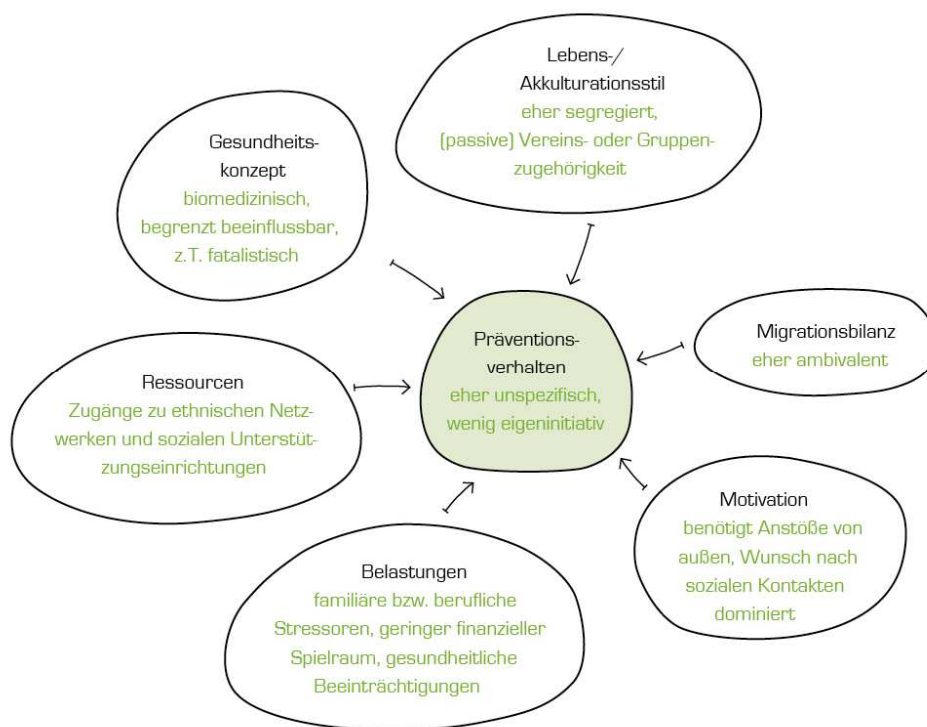 Lebens-/
Akkulturationsstil
eher segregiert,
(passive) Vereins- oder Gruppen-
zugehörigkeit
Gesundheits-
konzept
biomedizinisch,
begrenzt beeinflussbar,
z.T. fatalistisch
Präventions-
verhalten
eher unspezifisch,
wenig eigeninitiativ
Migrationsbilanz
eher ambivalent
Ressourcen
Zugänge zu ethnischen Netz-
werken und sozialen Unterstüt-
zungseinrichtungen
Motivation
benötigt Anstöße von
außen, Wunsch nach
sozialen Kontakten
dominiert
Belastungen
familiäre bzw. berufliche
Stressoren, geringer finanzieller
Spielraum, gesundheitliche
Beeinträchtigungen